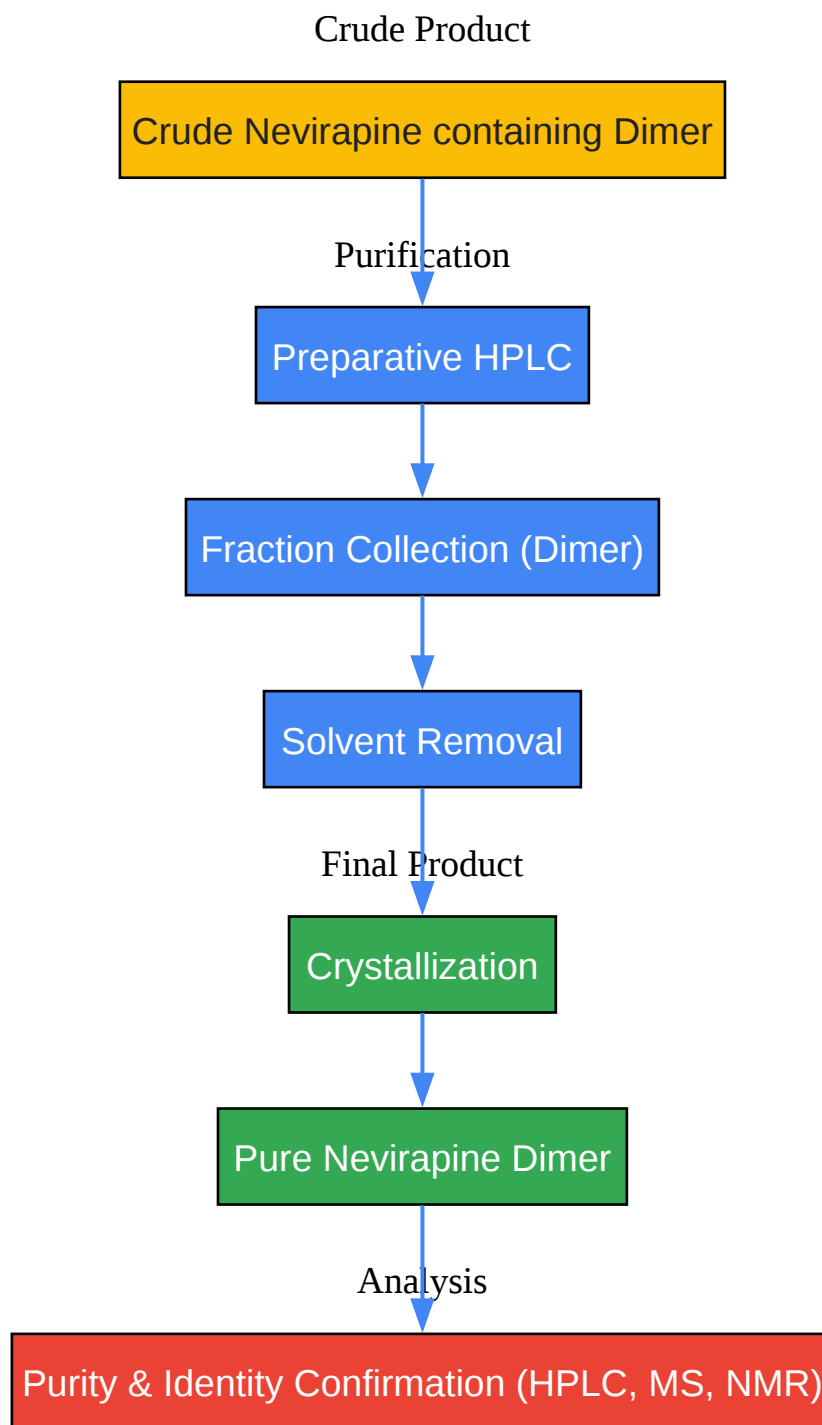 Crude Product
Crude Nevirapine containing Dimer
Purification
Preparative HPLC
Fraction Collection (Dimer)
Solvent Removal
Final Product
Crystallization
Pure Nevirapine Dimer
Analysis
Purity & Identity Confirmation (HPLC, MS, NMR)